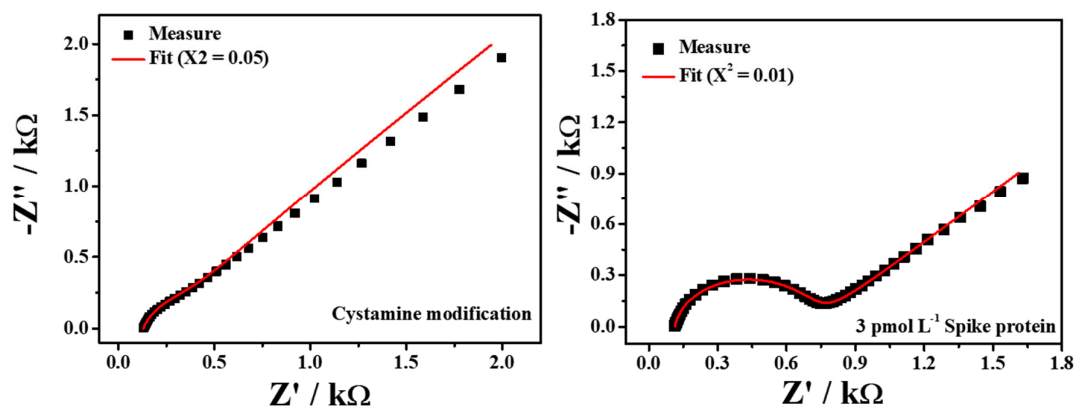 2.0
1.5
1.0
0.5
0.0
-Z" / kΩ
Measure
Fit (X2 = 0.05)
Cystamine modification
0.0 0.5 1.0 1.5 2.0
Z' / kΩ
1.8
1.5
1.2
0.9
0.6
0.3
0.0
-Z" / kΩ
Measure
Fit (X² = 0.01)
3 pmol L⁻¹ Spike protein
0.0 0.3 0.6 0.9 1.2 1.5 1.8
Z' / kΩ